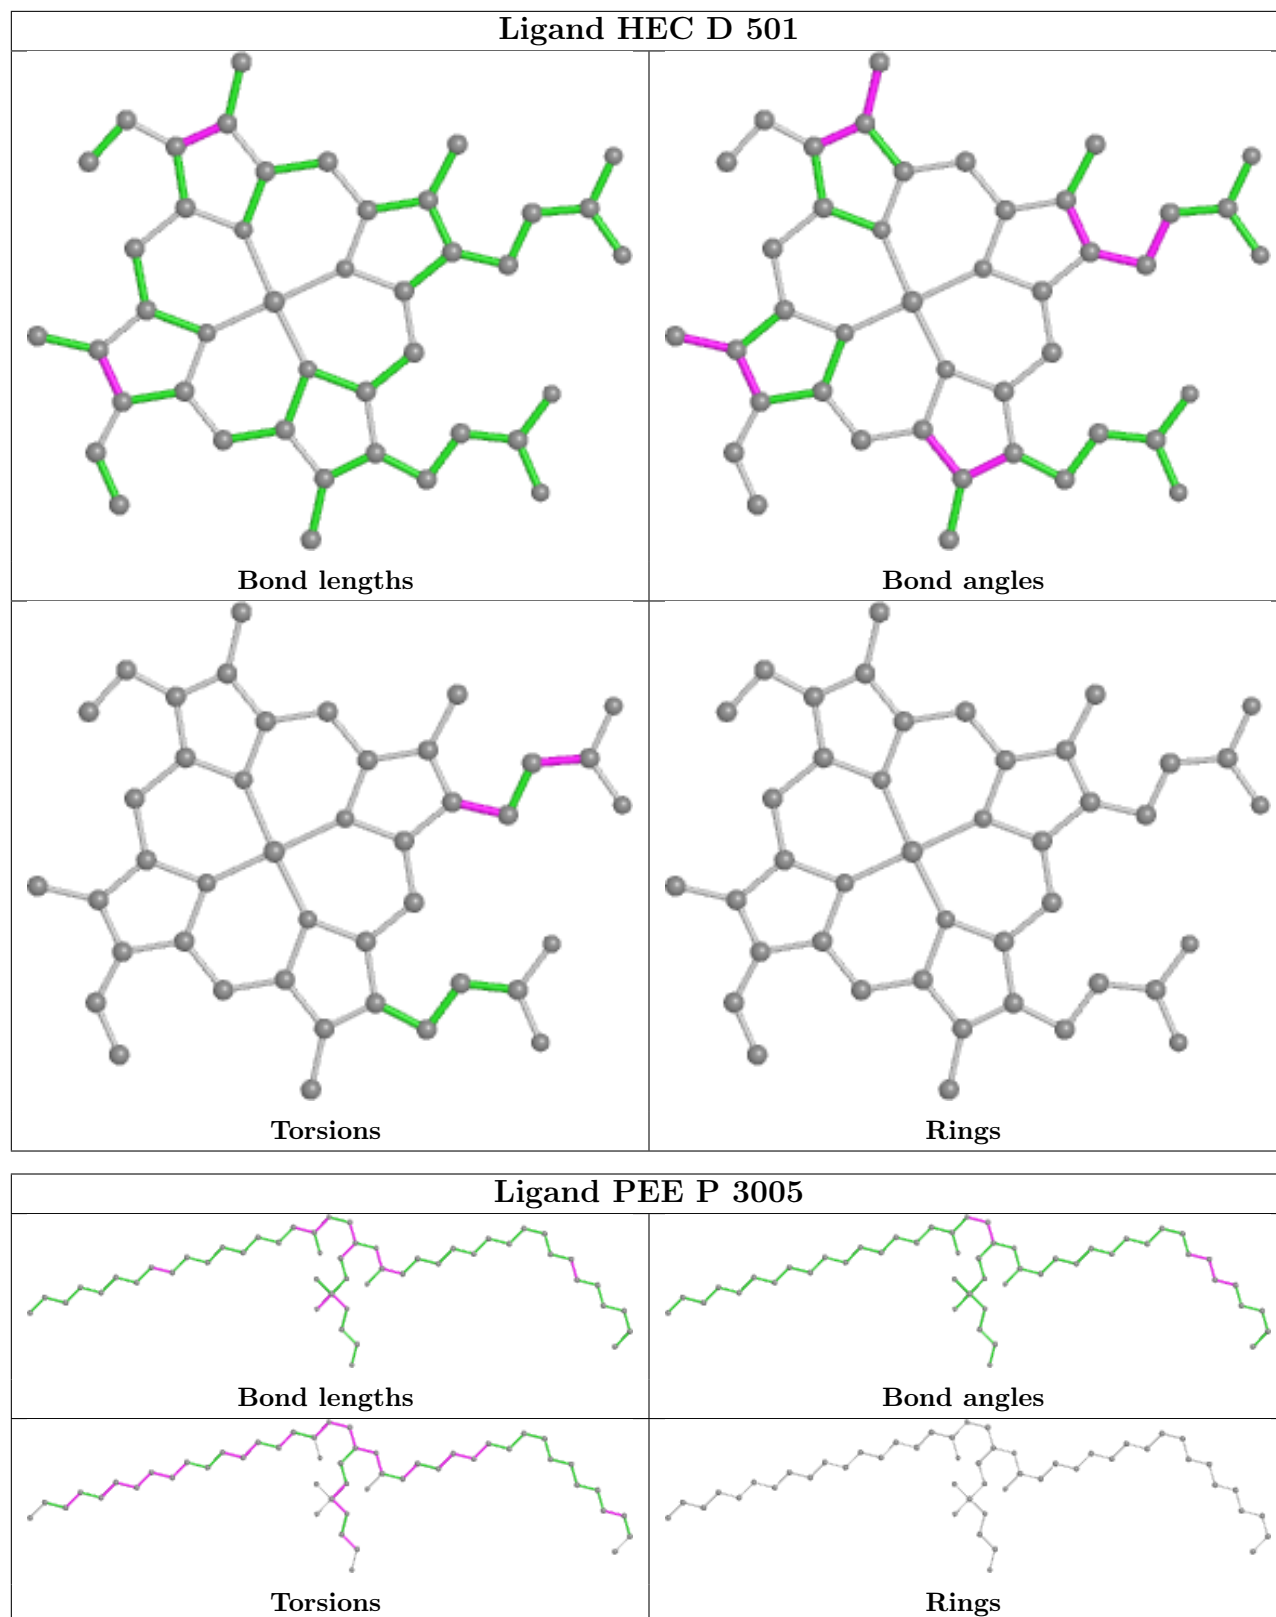 Ligand HEC D 501
Bond lengths
Bond angles
Torsions
Rings
Ligand PEE P 3005
Bond lengths
Bond angles
Torsions
Rings